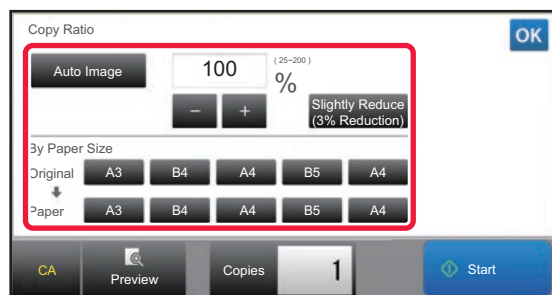 Copy Ratio
OK
Auto Image
100
(25~200)
%
−
+
Slightly Reduce
(3% Reduction)
By Paper Size
Original
A3 B4 A4 B5 A4
Paper
A3 B4 A4 B5 A4
CA
Preview
Copies
1
Start